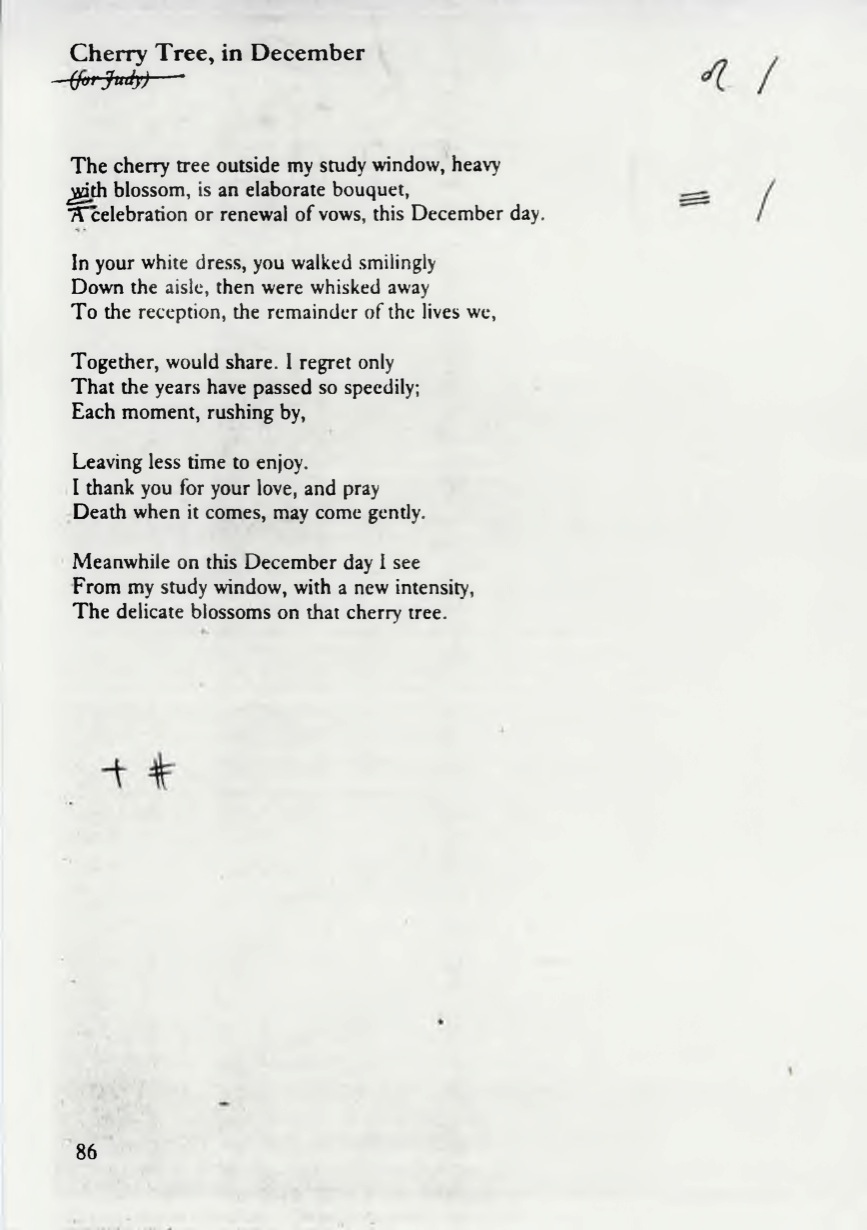 Cherry Tree, in December
(for Judy)
The cherry tree outside my study window, heavy
with blossom, is an elaborate bouquet,
A celebration or renewal of vows, this December day.
In your white dress, you walked smilingly
Down the aisle, then were whisked away
To the reception, the remainder of the lives we,
Together, would share. I regret only
That the years have passed so speedily;
Each moment, rushing by,
Leaving less time to enjoy.
I thank you for your love, and pray
Death when it comes, may come gently.
Meanwhile on this December day I see
From my study window, with a new intensity,
The delicate blossoms on that cherry tree.
+ #
86